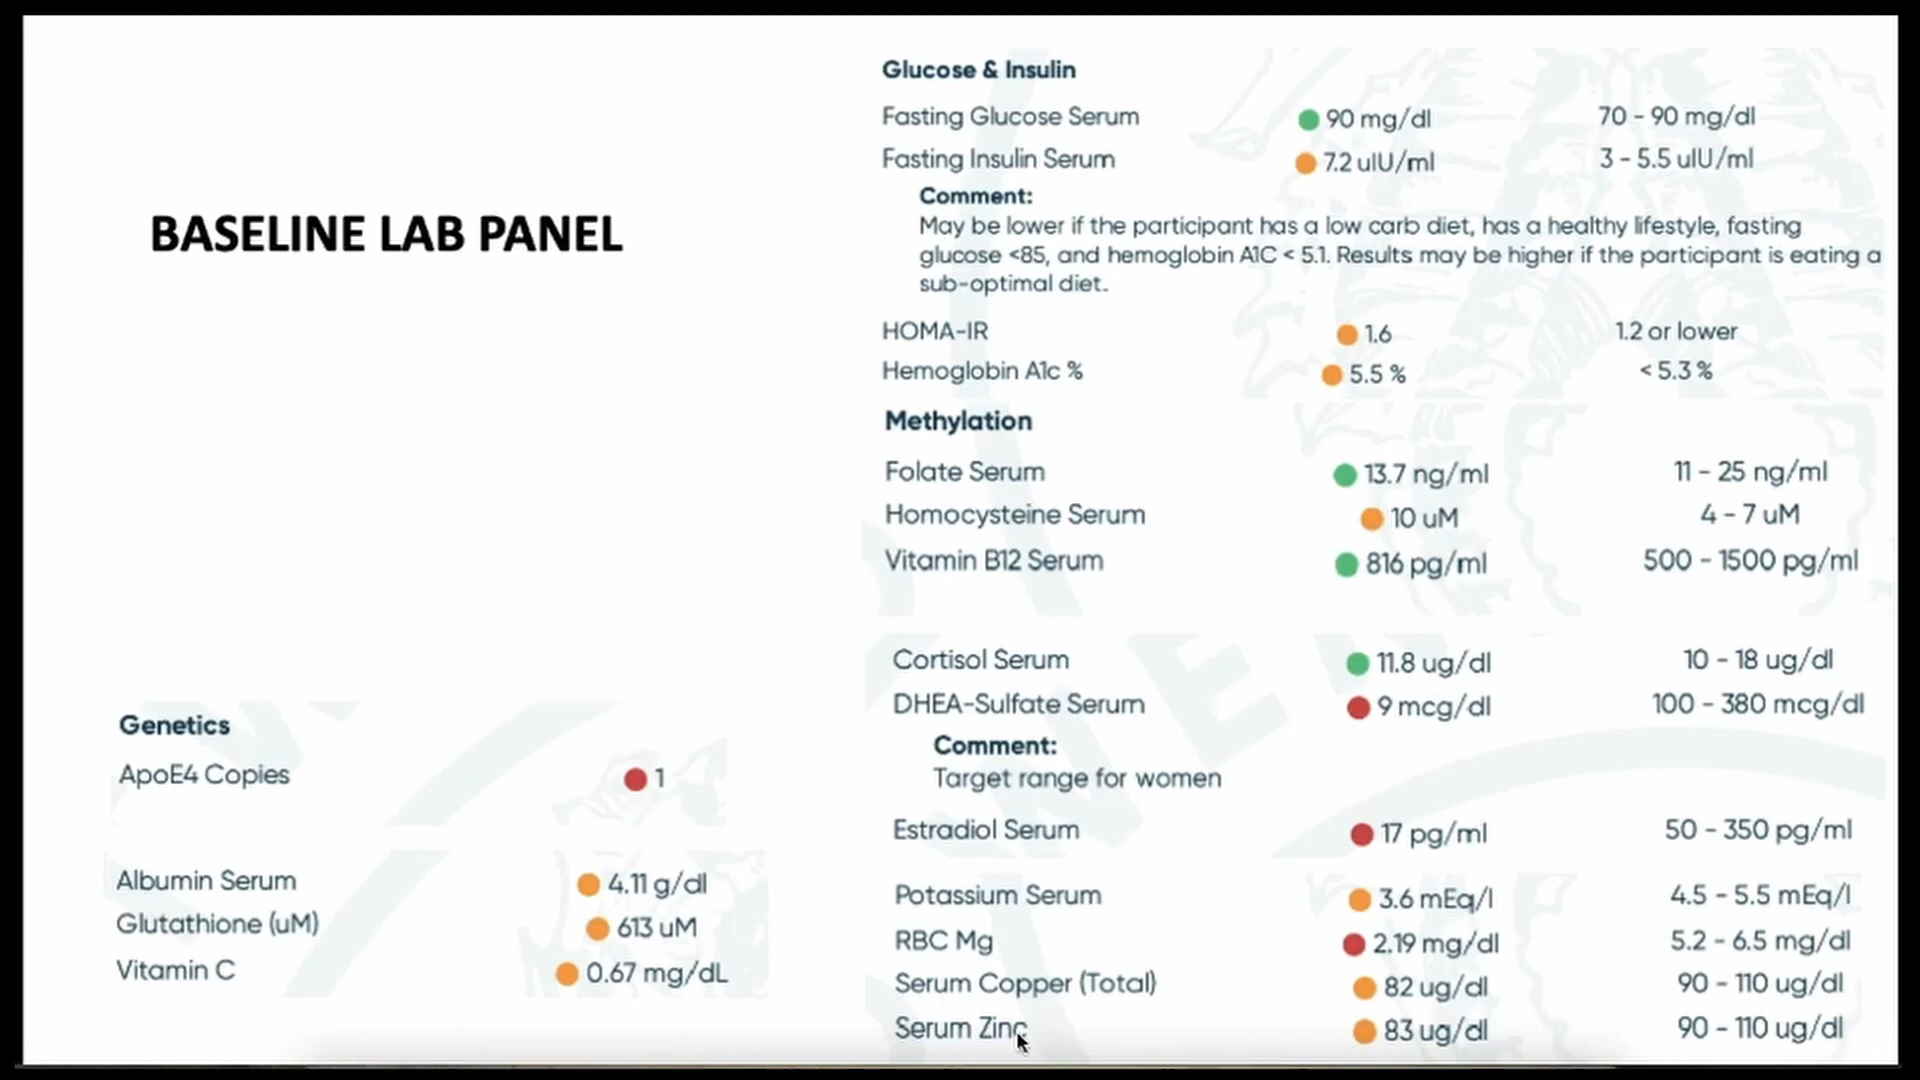 BASELINE LAB PANEL
Genetics
ApoE4 Copies 1
Albumin Serum 4.11 g/dl
Glutathione (uM) 613 uM
Vitamin C 0.67 mg/dL
Glucose & Insulin
Fasting Glucose Serum 90 mg/dl 70 - 90 mg/dl
Fasting Insulin Serum 7.2 uIU/ml 3 - 5.5 uIU/ml
Comment:
May be lower if the participant has a low carb diet, has a healthy lifestyle, fasting
glucose <85, and hemoglobin A1C < 5.1. Results may be higher if the participant is eating a
sub-optimal diet.
HOMA-IR 1.6 1.2 or lower
Hemoglobin A1c % 5.5 % < 5.3 %
Methylation
Folate Serum 13.7 ng/ml 11 - 25 ng/ml
Homocysteine Serum 10 uM 4 - 7 uM
Vitamin B12 Serum 816 pg/ml 500 - 1500 pg/ml
Cortisol Serum 11.8 ug/dl 10 - 18 ug/dl
DHEA-Sulfate Serum 9 mcg/dl 100 - 380 mcg/dl
Comment:
Target range for women
Estradiol Serum 17 pg/ml 50 - 350 pg/ml
Potassium Serum 3.6 mEq/l 4.5 - 5.5 mEq/l
RBC Mg 2.19 mg/dl 5.2 - 6.5 mg/dl
Serum Copper (Total) 82 ug/dl 90 - 110 ug/dl
Serum Zinc 83 ug/dl 90 - 110 ug/dl